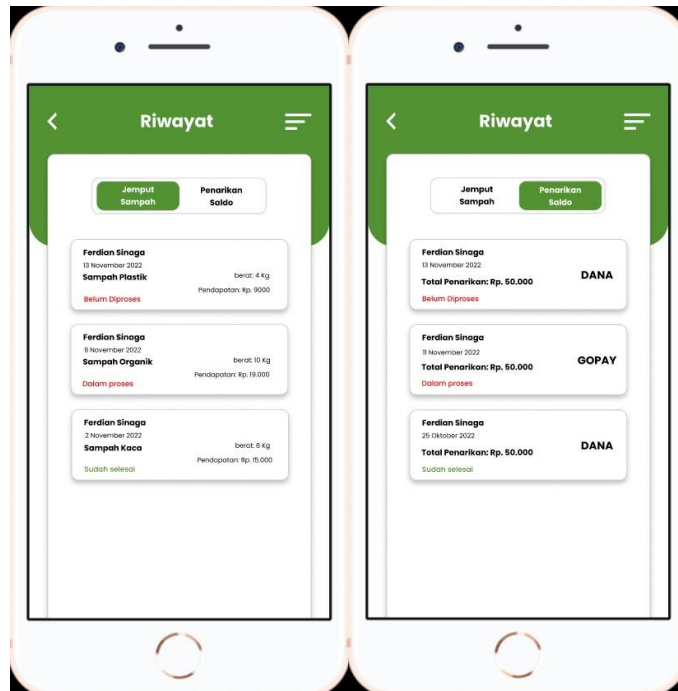 Riwayat
Jemput
Sampah
Penarikan
Saldo
Ferdian Sinaga
13 November 2022
Sampah Plastik
berat: 4 Kg
Pendapatan: Rp. 9000
Belum Diproses
Ferdian Sinaga
9 November 2022
Sampah Organik
berat: 10 Kg
Pendapatan: Rp. 19.000
Dalam proses
Ferdian Sinaga
2 November 2022
Sampah Kaca
berat: 8 Kg
Pendapatan: Rp. 15.000
Sudah selesai
Riwayat
Jemput
Sampah
Penarikan
Saldo
Ferdian Sinaga
13 November 2022
Total Penarikan: Rp. 50.000
DANA
Belum Diproses
Ferdian Sinaga
11 November 2022
Total Penarikan: Rp. 50.000
GOPAY
Dalam proses
Ferdian Sinaga
25 Oktober 2022
Total Penarikan: Rp. 50.000
DANA
Sudah selesai